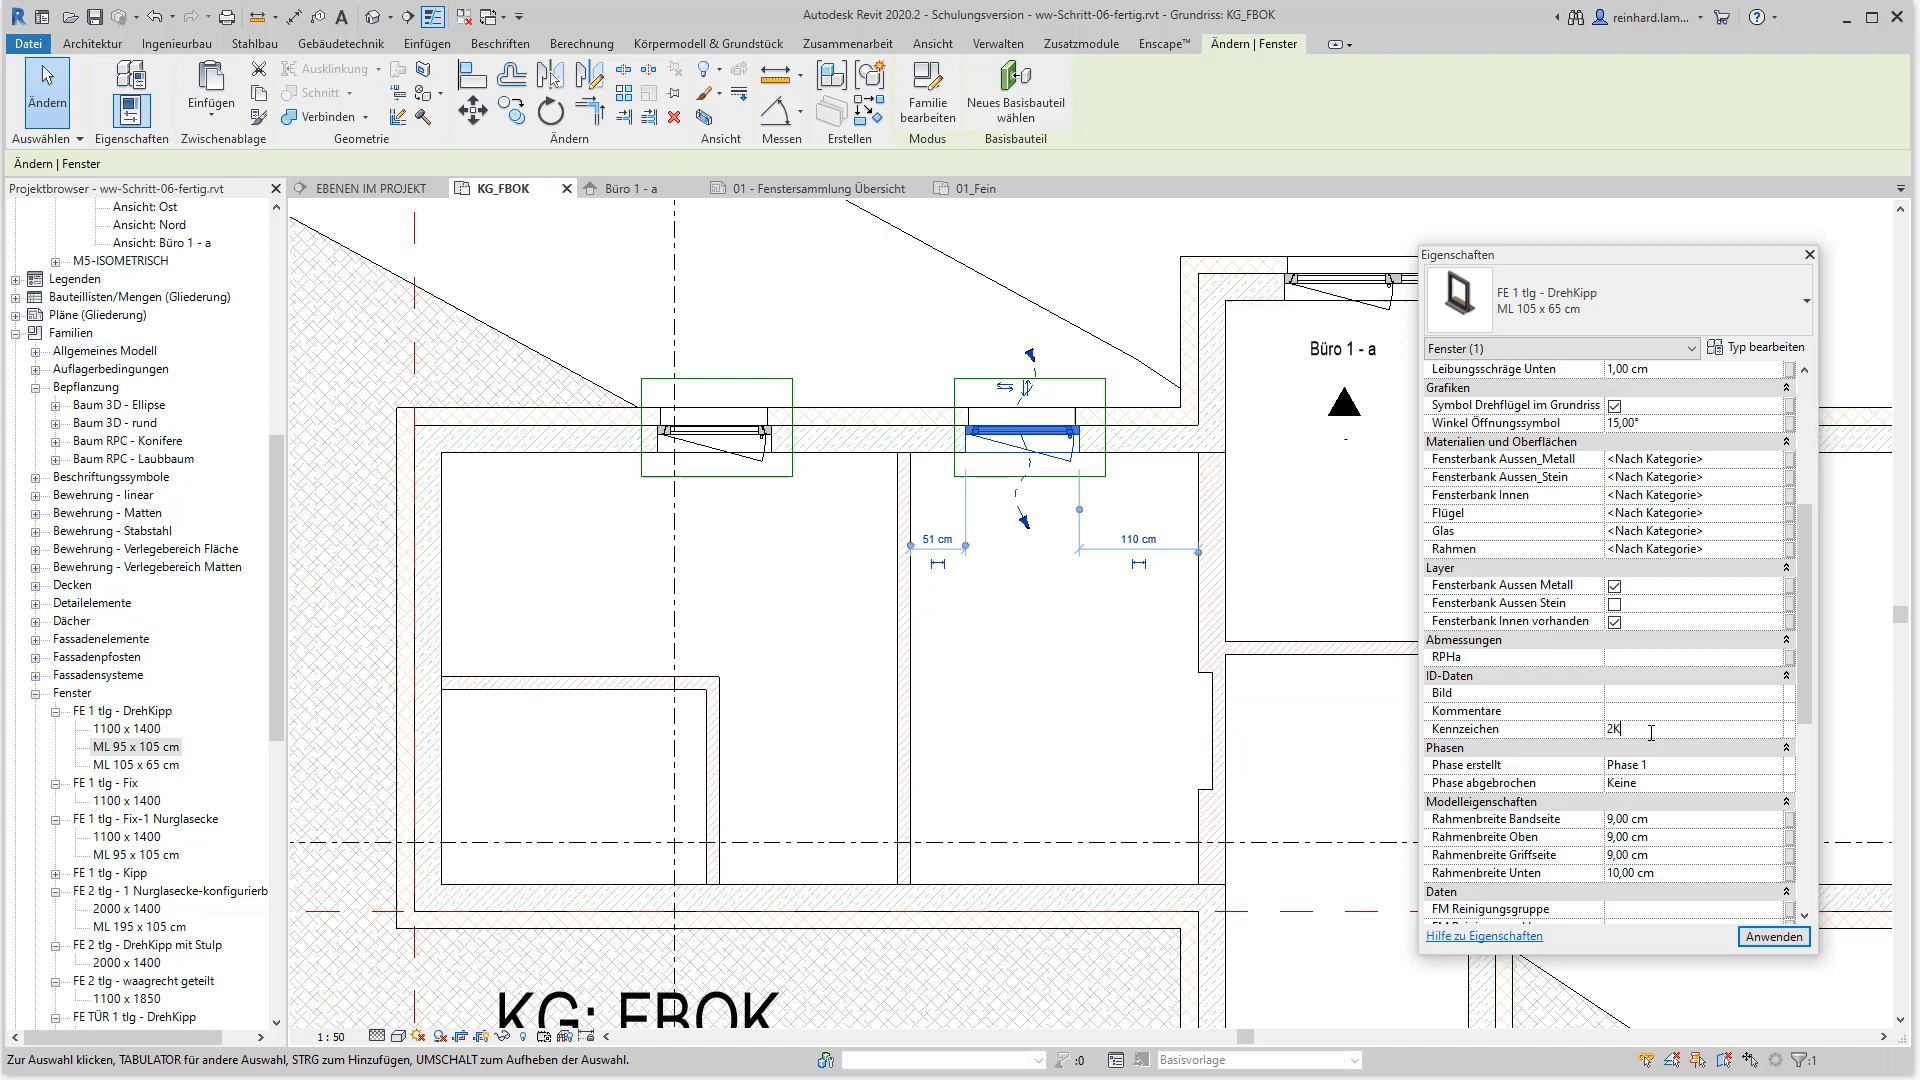 Autodesk Revit 2020.2 - Schulungsversion - ww-Schritt-06-fertig.rvt - Grundriss: KG_FBOK
reinhard.lam...
Datei Architektur Ingenieurbau Stahlbau Gebäudetechnik Einfügen Beschriften Berechnung Körpermodell & Grundstück Zusammenarbeit Ansicht Verwalten Zusatzmodule Enscape™ Ändern | Fenster
Ändern
Einfügen
Ausklinkung
Schnitt
Verbinden
Familie
bearbeiten
Neues Basisbauteil
wählen
Auswählen Eigenschaften Zwischenablage Geometrie Ändern Ansicht Messen Erstellen Modus Basisbauteil
Ändern | Fenster
Projektbrowser - ww-Schritt-06-fertig.rvt
EBENEN IM PROJEKT KG_FBOK Büro 1 - a 01 - Fenstersammlung Übersicht 01_Fein
Ansicht: Ost
Ansicht: Nord
Ansicht: Büro 1 - a
M5-ISOMETRISCH
Legenden
Bauteillisten/Mengen (Gliederung)
Pläne (Gliederung)
Familien
Allgemeines Modell
Auflagerbedingungen
Bepflanzung
Baum 3D - Ellipse
Baum 3D - rund
Baum RPC - Konifere
Baum RPC - Laubbaum
Beschriftungssymbole
Bewehrung - linear
Bewehrung - Matten
Bewehrung - Stabstahl
Bewehrung - Verlegebereich Fläche
Bewehrung - Verlegebereich Matten
Decken
Detailelemente
Dächer
Fassadenelemente
Fassadenpfosten
Fassadensysteme
Fenster
FE 1 tlg - DrehKipp
1100 x 1400
ML 95 x 105 cm
ML 105 x 65 cm
FE 1 tlg - Fix
1100 x 1400
FE 1 tlg - Fix-1 Nurglasecke
1100 x 1400
ML 95 x 105 cm
FE 1 tlg - Kipp
FE 2 tlg - 1 Nurglasecke-konfigurierb
2000 x 1400
ML 195 x 105 cm
FE 2 tlg - DrehKipp mit Stulp
2000 x 1400
FE 2 tlg - waagrecht geteilt
1100 x 1850
FE TÜR 1 tlg - DrehKipp
Büro 1 - a
-
51 cm
110 cm
KG: FBOK
Eigenschaften
FE 1 tlg - DrehKipp
ML 105 x 65 cm
Fenster (1)
Typ bearbeiten
Leibungsschräge Unten 1,00 cm
Grafiken
Symbol Drehflügel im Grundriss
Winkel Öffnungssymbol 15,00°
Materialien und Oberflächen
Fensterbank Aussen_Metall <Nach Kategorie>
Fensterbank Aussen_Stein <Nach Kategorie>
Fensterbank Innen <Nach Kategorie>
Flügel <Nach Kategorie>
Glas <Nach Kategorie>
Rahmen <Nach Kategorie>
Layer
Fensterbank Aussen Metall
Fensterbank Aussen Stein
Fensterbank Innen vorhanden
Abmessungen
RPHa
ID-Daten
Bild
Kommentare
Kennzeichen 2K
Phasen
Phase erstellt Phase 1
Phase abgebrochen Keine
Modelleigenschaften
Rahmenbreite Bandseite 9,00 cm
Rahmenbreite Oben 9,00 cm
Rahmenbreite Griffseite 9,00 cm
Rahmenbreite Unten 10,00 cm
Daten
FM Reinigungsgruppe
Hilfe zu Eigenschaften
Anwenden
1 : 50
Zur Auswahl klicken, TABULATOR für andere Auswahl, STRG zum Hinzufügen, UMSCHALT zum Aufheben der Auswahl.
:0
Basisvorlage
:1